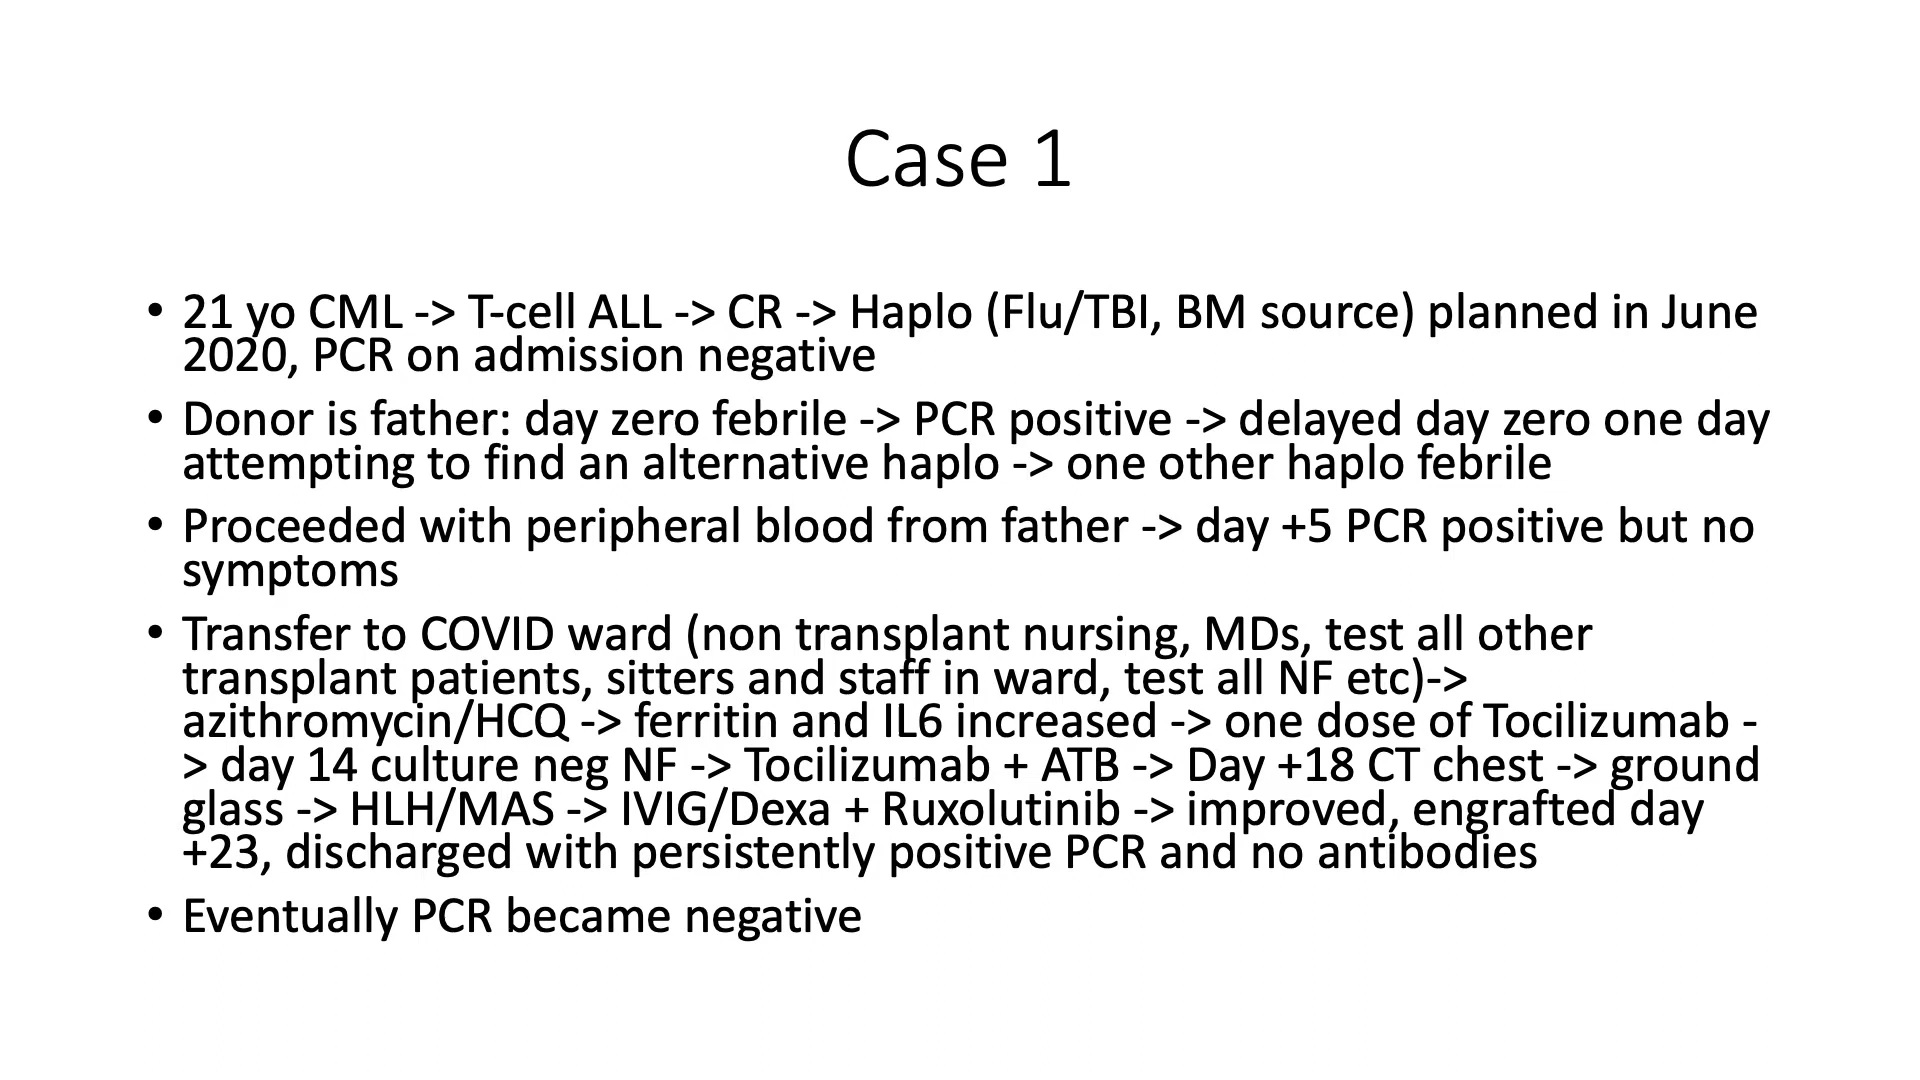 Case 1
• 21 yo CML -> T-cell ALL -> CR -> Haplo (Flu/TBI, BM source) planned in June
2020, PCR on admission negative
• Donor is father: day zero febrile -> PCR positive -> delayed day zero one day
attempting to find an alternative haplo -> one other haplo febrile
• Proceeded with peripheral blood from father -> day +5 PCR positive but no
symptoms
• Transfer to COVID ward (non transplant nursing, MDs, test all other
transplant patients, sitters and staff in ward, test all NF etc)->
azithromycin/HCQ -> ferritin and IL6 increased -> one dose of Tocilizumab -
> day 14 culture neg NF -> Tocilizumab + ATB -> Day +18 CT chest -> ground
glass -> HLH/MAS -> IVIG/Dexa + Ruxolutinib -> improved, engrafted day
+23, discharged with persistently positive PCR and no antibodies
• Eventually PCR became negative